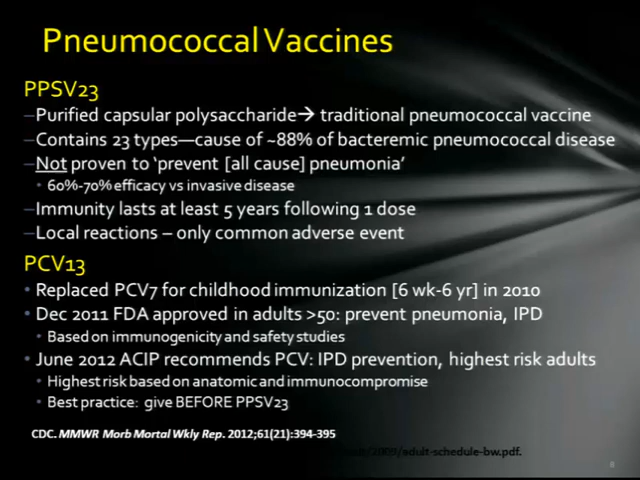 Pneumococcal Vaccines
PPSV23
–Purified capsular polysaccharide→ traditional pneumococcal vaccine
–Contains 23 types—cause of ~88% of bacteremic pneumococcal disease
–Not proven to ‘prevent [all cause] pneumonia’
• 60%-70% efficacy vs invasive disease
–Immunity lasts at least 5 years following 1 dose
–Local reactions – only common adverse event
PCV13
• Replaced PCV7 for childhood immunization [6 wk-6 yr] in 2010
• Dec 2011 FDA approved in adults >50: prevent pneumonia, IPD
• Based on immunogenicity and safety studies
• June 2012 ACIP recommends PCV: IPD prevention, highest risk adults
• Highest risk based on anatomic and immunocompromise
• Best practice: give BEFORE PPSV23
CDC. MMWR Morb Mortal Wkly Rep. 2012;61(21):394-395
/2009/adult-schedule-bw.pdf.
8